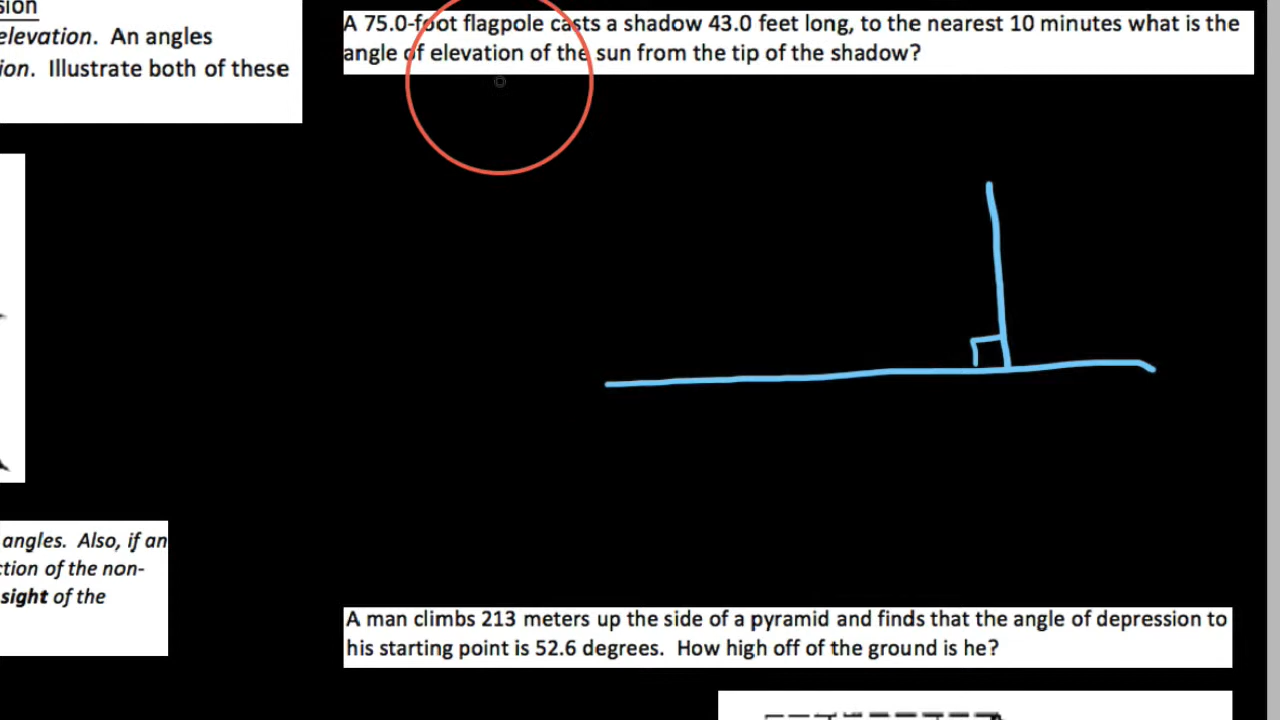 sion
elevation. An angles
ion. Illustrate both of these
A 75.0-foot flagpole casts a shadow 43.0 feet long, to the nearest 10 minutes what is the
angle of elevation of the sun from the tip of the shadow?
angles. Also, if an
ction of the non-
sight of the
A man climbs 213 meters up the side of a pyramid and finds that the angle of depression to
his starting point is 52.6 degrees. How high off of the ground is he?